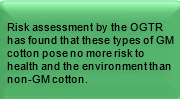 Risk assessment by the OGTR
has found that these types of GM
cotton pose no more risk to
health and the environment than
non-GM cotton.